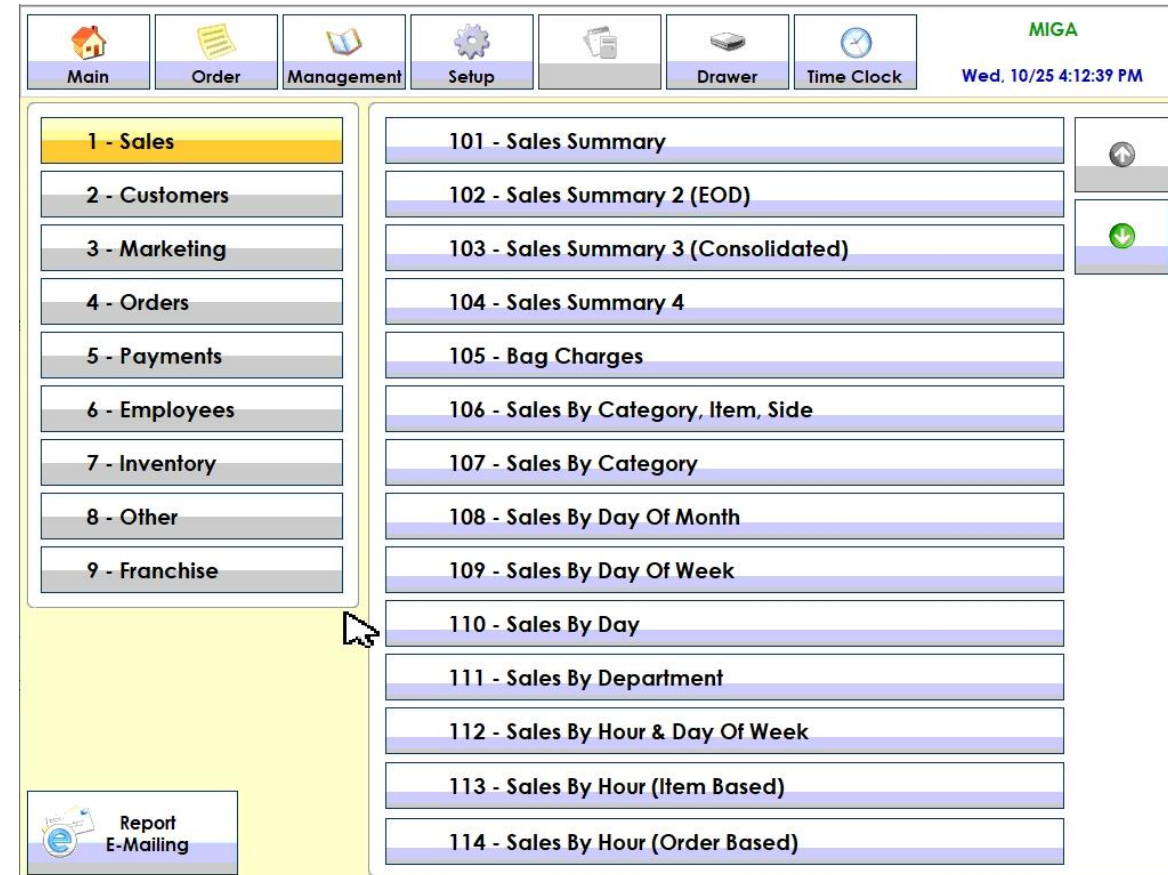 Main
Order
Management
Setup
Drawer
Time Clock
MIGA
Wed, 10/25 4:12:39 PM
1 - Sales
2 - Customers
3 - Marketing
4 - Orders
5 - Payments
6 - Employees
7 - Inventory
8 - Other
9 - Franchise
101 - Sales Summary
102 - Sales Summary 2 (EOD)
103 - Sales Summary 3 (Consolidated)
104 - Sales Summary 4
105 - Bag Charges
106 - Sales By Category, Item, Side
107 - Sales By Category
108 - Sales By Day Of Month
109 - Sales By Day Of Week
110 - Sales By Day
111 - Sales By Department
112 - Sales By Hour & Day Of Week
113 - Sales By Hour (Item Based)
114 - Sales By Hour (Order Based)
Report
E-Mailing